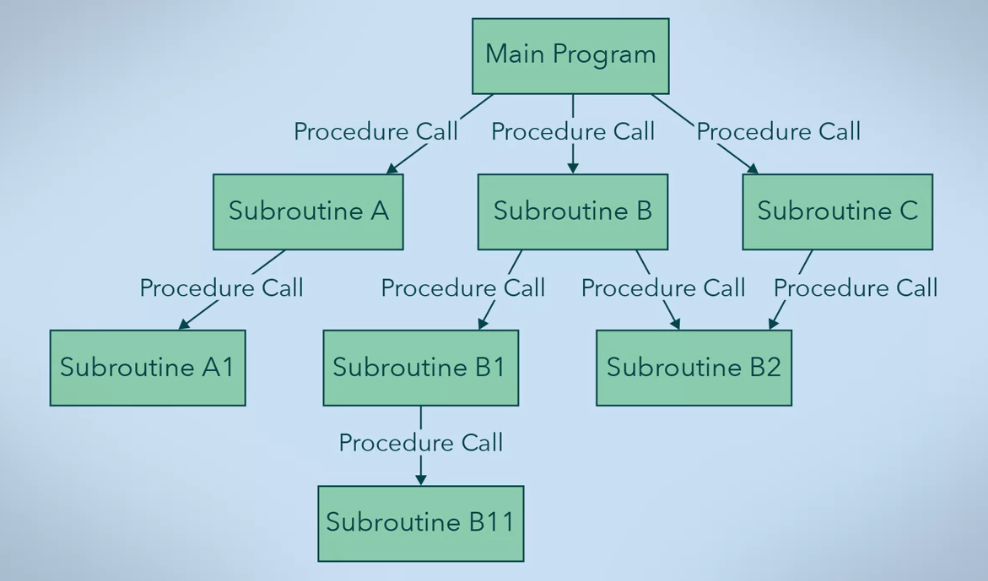 Main Program
Procedure Call
Procedure Call
Procedure Call
Subroutine A
Subroutine B
Subroutine C
Procedure Call
Procedure Call
Procedure Call
Procedure Call
Subroutine A1
Subroutine B1
Subroutine B2
Procedure Call
Subroutine B11